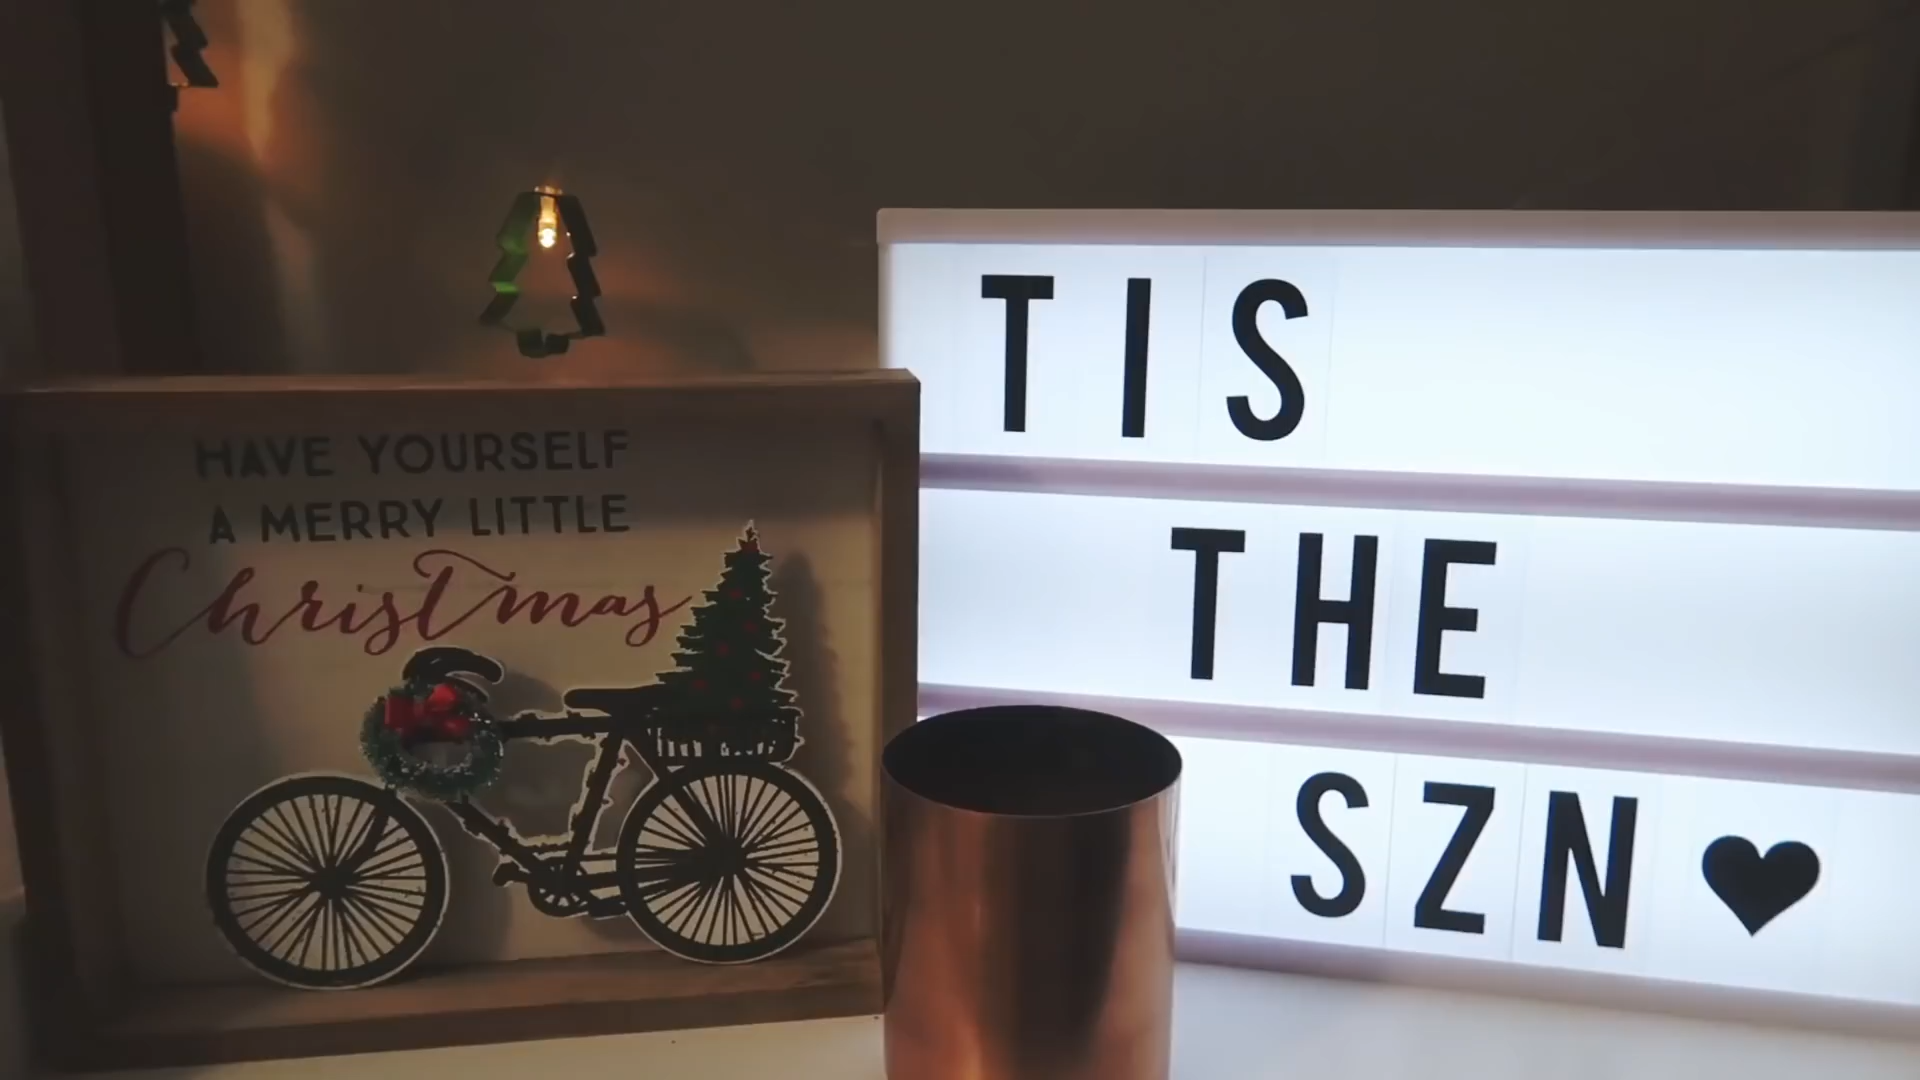 HAVE YOURSELF
A MERRY LITTLE
Christmas
TIS
THE
SZN ♥